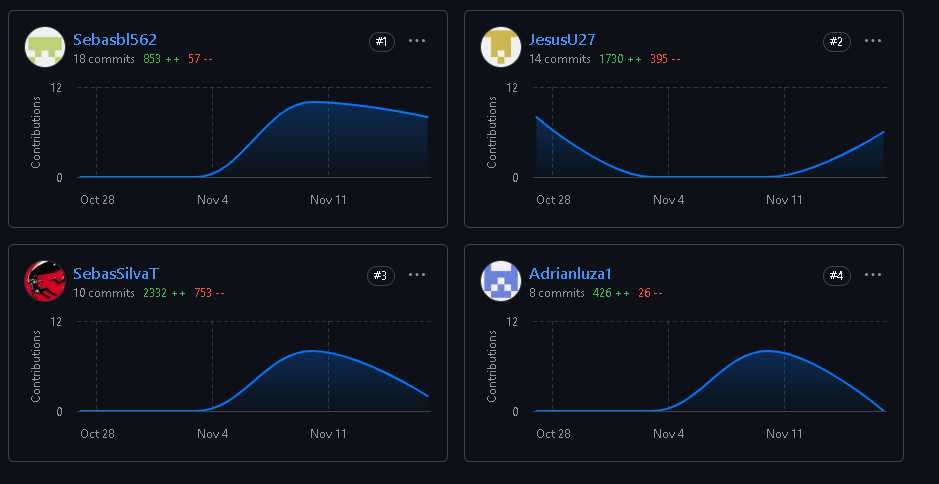 Sebasbl562
#1
18 commits 853 ++ 57 --
Contributions
12
0
Oct 28 Nov 4 Nov 11
JesusU27
#2
14 commits 1730 ++ 395 --
Contributions
12
0
Oct 28 Nov 4 Nov 11
SebasSilvaT
#3
10 commits 2332 ++ 753 --
Contributions
12
0
Oct 28 Nov 4 Nov 11
Adrianluza1
#4
8 commits 426 ++ 26 --
Contributions
12
0
Oct 28 Nov 4 Nov 11